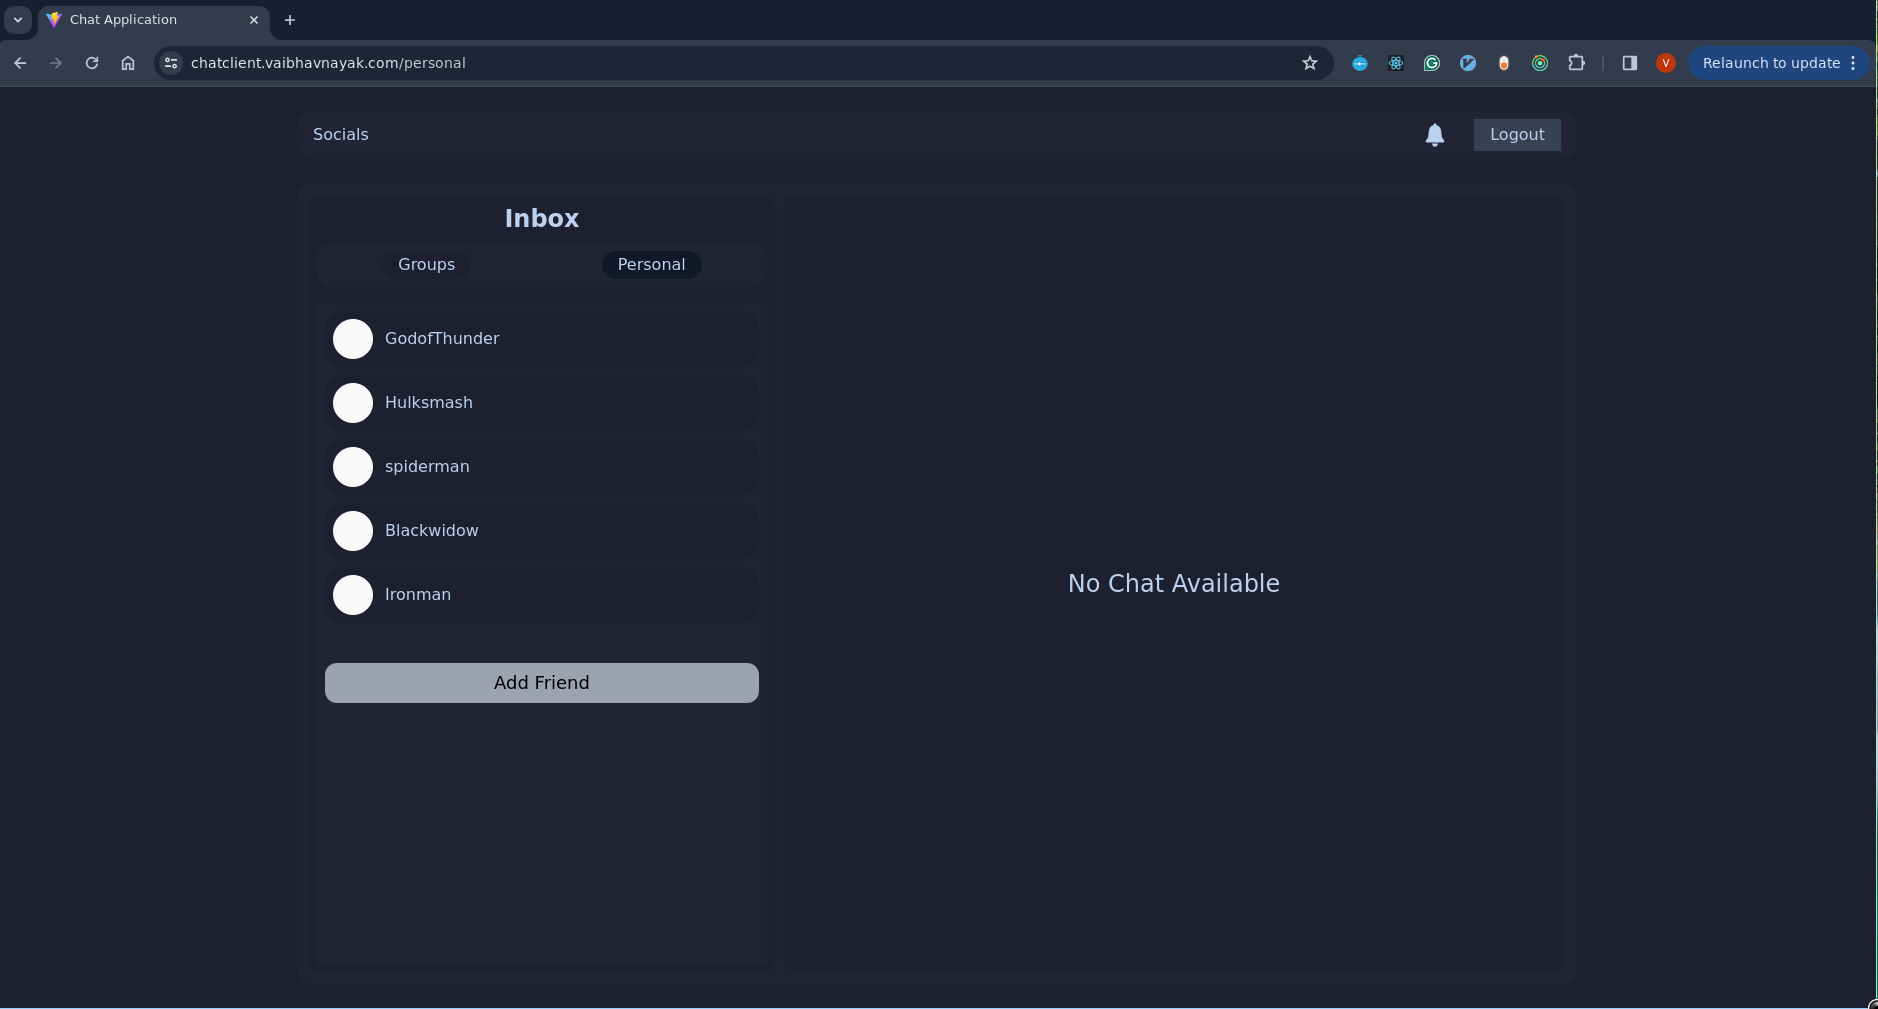 Chat Application
chatclient.vaibhavnayak.com/personal
V
Relaunch to update
Socials
Logout
Inbox
Groups
Personal
GodofThunder
Hulksmash
spiderman
Blackwidow
Ironman
Add Friend
No Chat Available